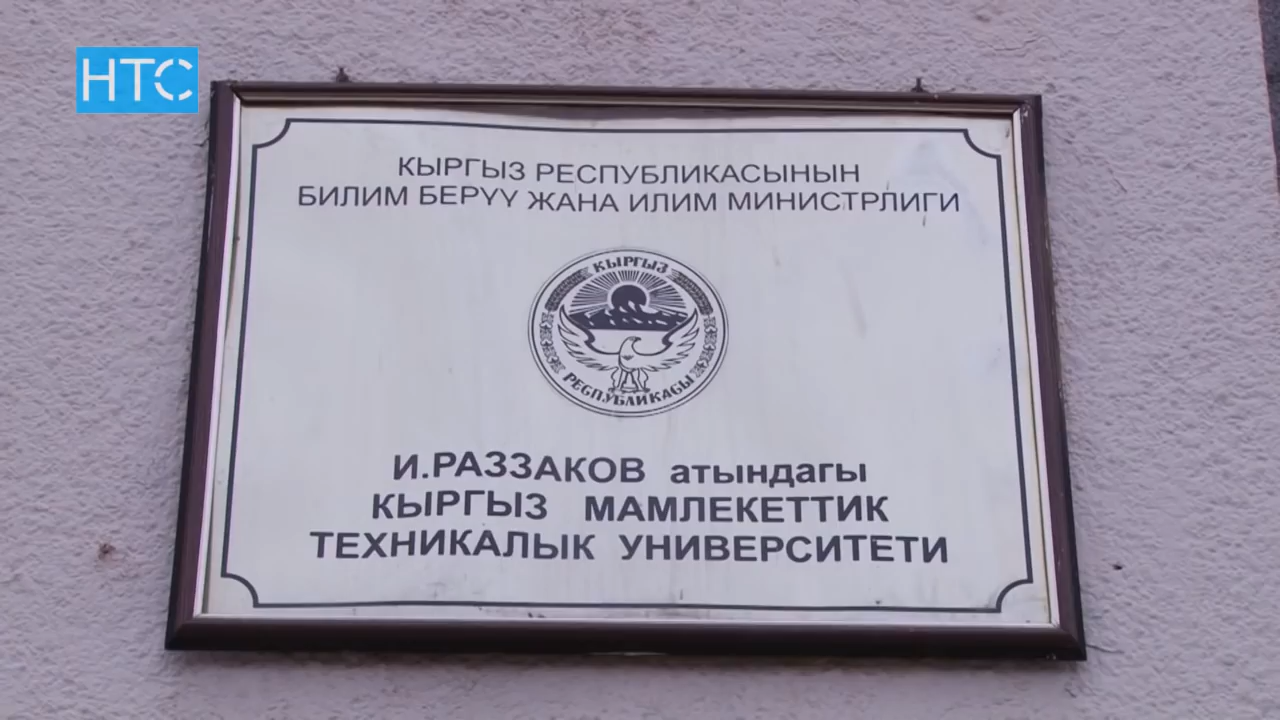 НТС
КЫРГЫЗ РЕСПУБЛИКАСЫНЫН
БИЛИМ БЕРҮҮ ЖАНА ИЛИМ МИНИСТРЛИГИ
КЫРГЫЗ
РЕСПУБЛИКАСЫ
И.РАЗЗАКОВ атындагы
КЫРГЫЗ МАМЛЕКЕТТИК
ТЕХНИКАЛЫК УНИВЕРСИТЕТИ